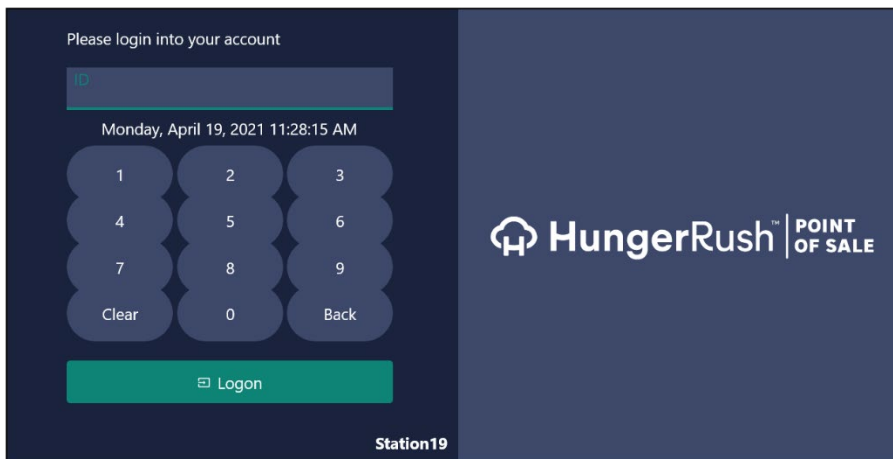 Please login into your account
ID
Monday, April 19, 2021 11:28:15 AM
1 2 3
4 5 6
7 8 9
Clear 0 Back
Logon
Station19
HungerRush™ POINT OF SALE